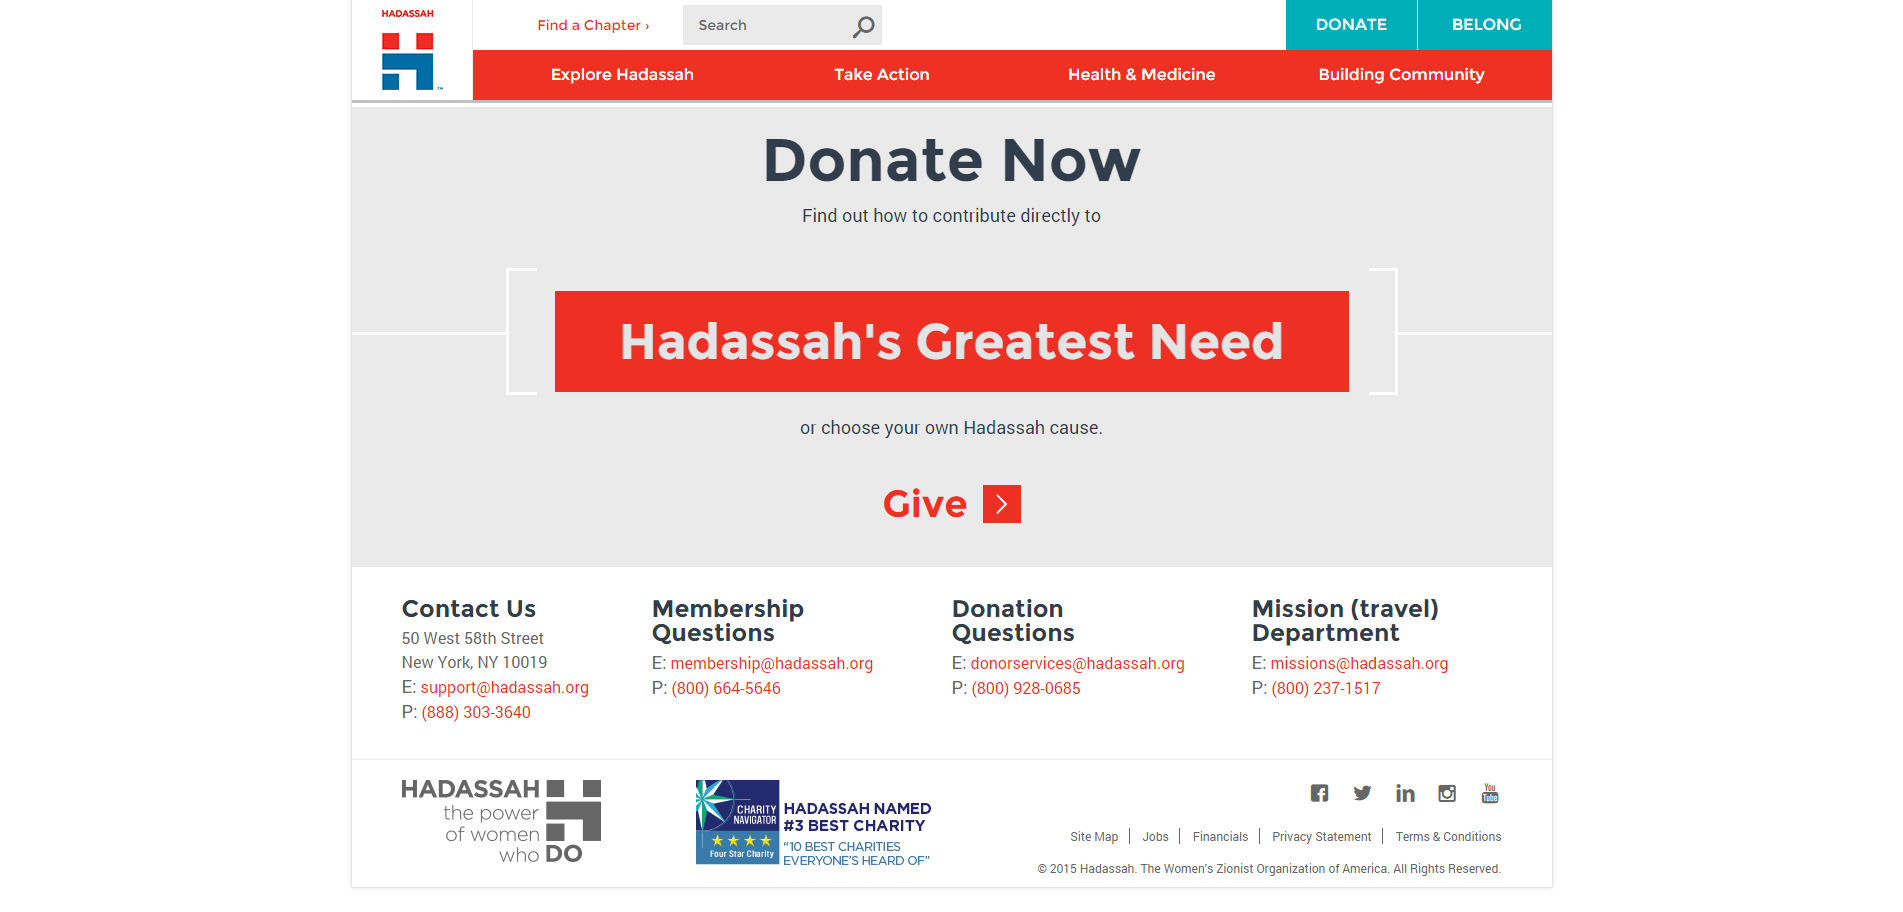 HADASSAH
™
Find a Chapter ›
Search
DONATE
BELONG
Explore Hadassah
Take Action
Health & Medicine
Building Community
Donate Now
Find out how to contribute directly to
Hadassah's Greatest Need
or choose your own Hadassah cause.
Give
Contact Us
50 West 58th Street
New York, NY 10019
E: support@hadassah.org
P: (888) 303-3640
Membership
Questions
E: membership@hadassah.org
P: (800) 664-5646
Donation
Questions
E: donorservices@hadassah.org
P: (800) 928-0685
Mission (travel)
Department
E: missions@hadassah.org
P: (800) 237-1517
HADASSAH
the power
of women
who DO
CHARITY
NAVIGATOR
Four Star Charity
HADASSAH NAMED
#3 BEST CHARITY
“10 BEST CHARITIES
EVERYONE’S HEARD OF”
You
Tube
Site Map
Jobs
Financials
Privacy Statement
Terms & Conditions
© 2015 Hadassah. The Women's Zionist Organization of America. All Rights Reserved.